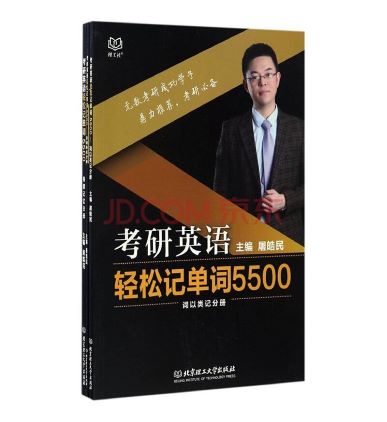 理工社
无数考研成功学子
暴力推荐，考研必备
JD.COM 京东
考研英语 主编 屠皓民
轻松记单词5500
词以类记分册
北京理工大学出版社
BEIJING INSTITUTE OF TECHNOLOGY PRESS